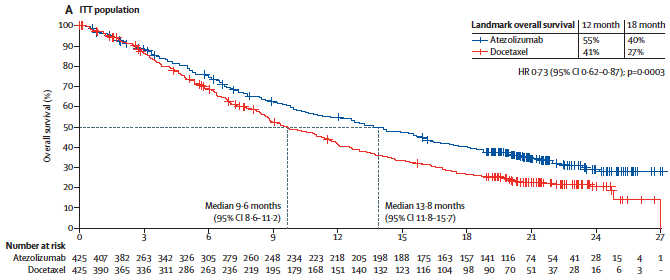 A ITT population
Landmark overall survival 12 month 18 month
Atezolizumab 55% 40%
Docetaxel 41% 27%
HR 0·73 (95% CI 0·62–0·87); p=0·0003
Overall survival (%)
100
90
80
70
60
50
40
30
20
10
0
Median 9·6 months
(95% CI 8·6–11·2)
Median 13·8 months
(95% CI 11·8–15·7)
0 3 6 9 12 15 18 21 24 27
Number at risk
Atezolizumab 425 407 382 363 342 326 305 279 260 248 234 223 218 205 198 188 175 163 157 141 116 74 54 41 28 15 4 1
Docetaxel 425 390 365 336 311 286 263 236 219 195 179 168 151 140 132 123 116 104 98 90 70 51 37 28 16 6 3 -